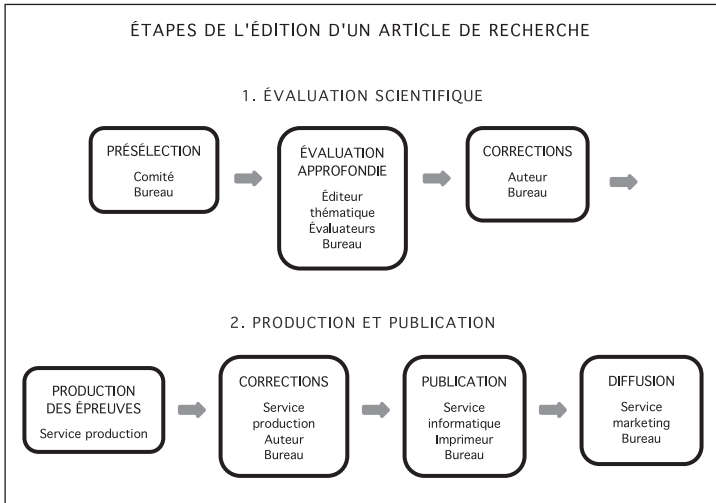 ÉTAPES DE L'ÉDITION D'UN ARTICLE DE RECHERCHE
1. ÉVALUATION SCIENTIFIQUE
PRÉSÉLECTION
Comité
Bureau
ÉVALUATION
APPROFONDIE
Éditeur
thématique
Évaluateurs
Bureau
CORRECTIONS
Auteur
Bureau
2. PRODUCTION ET PUBLICATION
PRODUCTION
DES ÉPREUVES
Service production
CORRECTIONS
Service
production
Auteur
Bureau
PUBLICATION
Service
informatique
Imprimeur
Bureau
DIFFUSION
Service
marketing
Bureau